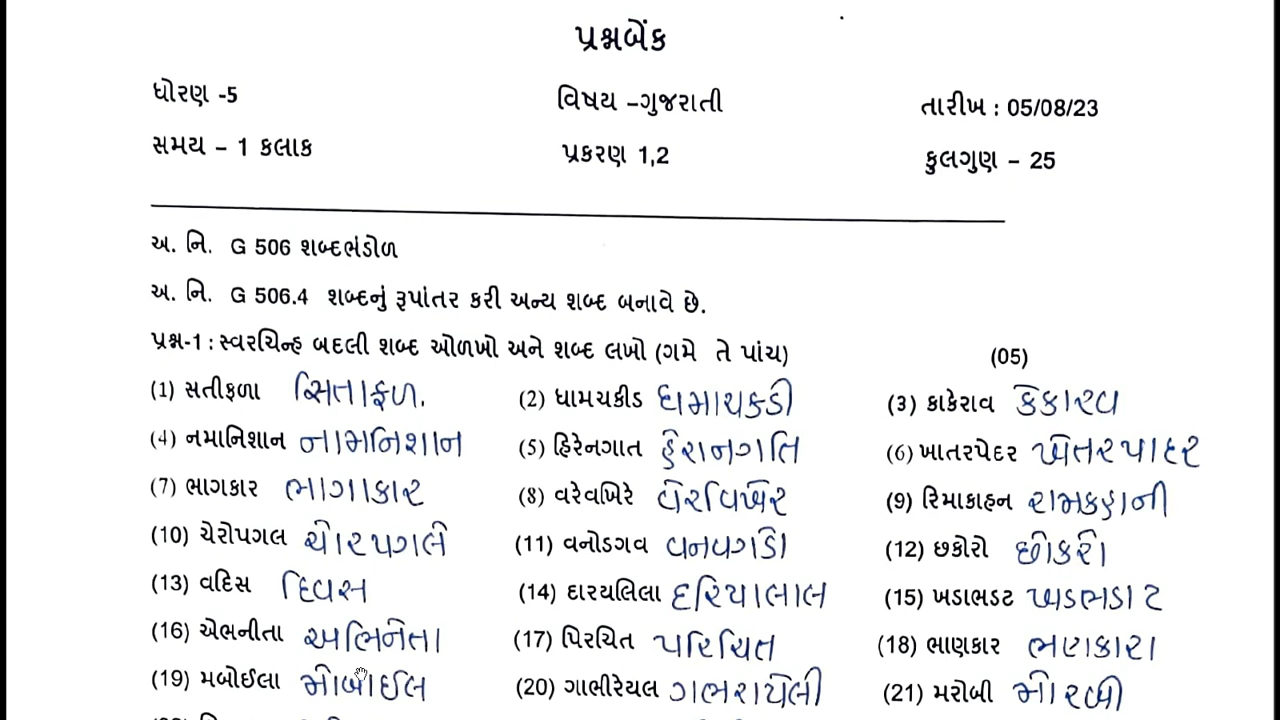 પ્રશ્નબેંક
ધોરણ -5 વિષય –ગુજરાતી તારીખ : 05/08/23
સમય – 1 કલાક પ્રકરણ 1,2 કુલગુણ – 25
અ. નિ. G 506 શબ્દભંડોળ
અ. નિ. G 506.4 શબ્દનું રૂપાંતર કરી અન્ય શબ્દ બનાવે છે.
પ્રશ્ન-1 : સ્વરચિન્હ બદલી શબ્દ ઓળખો અને શબ્દ લખો (ગમે તે પાંચ) (05)
(1) સતીફળા સિતાફળ. (2) ધામચકીડ ધમાચકડી (3) કાકેરાવ કેકારવ
(4) નમાનિશાન નામનિશાન (5) હિરેનગાત હેરાનગતિ (6) ખાતરપેદર ખેતરપાદર
(7) ભાગકાર ભાગાકાર (8) વરેવખિરે વેરવિખેર (9) રિમાકાહન રામકહાની
(10) ચેરોપગલ ચોરપગલે (11) વનોડગવ વનવગડો (12) છકોરો છોકરો
(13) વદિસ દિવસ (14) દારયલિલા દરિયાલાલ (15) ખડાભડટ ખડભડાટ
(16) એભનીતા અભિનેતા (17) પિરચિત પરિચિત (18) ભાણકાર ભણકારા
(19) મબોઈલા મોબાઈલ (20) ગાભીરેયલ ગભરાયેલી (21) મરોબી મોરબી